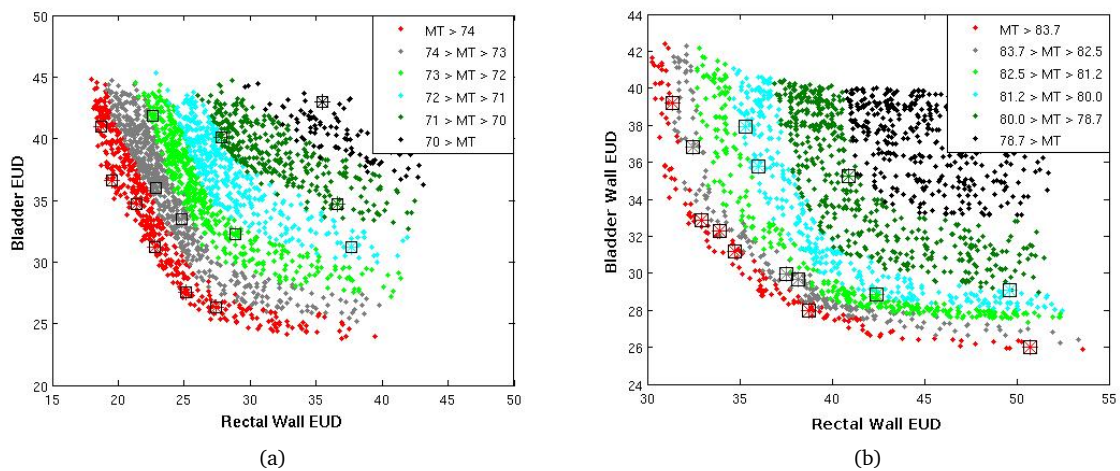 50
45
40
35
30
25
20
Bladder EUD
MT > 74
74 > MT > 73
73 > MT > 72
72 > MT > 71
71 > MT > 70
70 > MT
15 20 25 30 35 40 45 50
Rectal Wall EUD
(a)
44
42
40
38
36
34
32
30
28
26
24
Bladder Wall EUD
MT > 83.7
83.7 > MT > 82.5
82.5 > MT > 81.2
81.2 > MT > 80.0
80.0 > MT > 78.7
78.7 > MT
30 35 40 45 50 55
Rectal Wall EUD
(b)